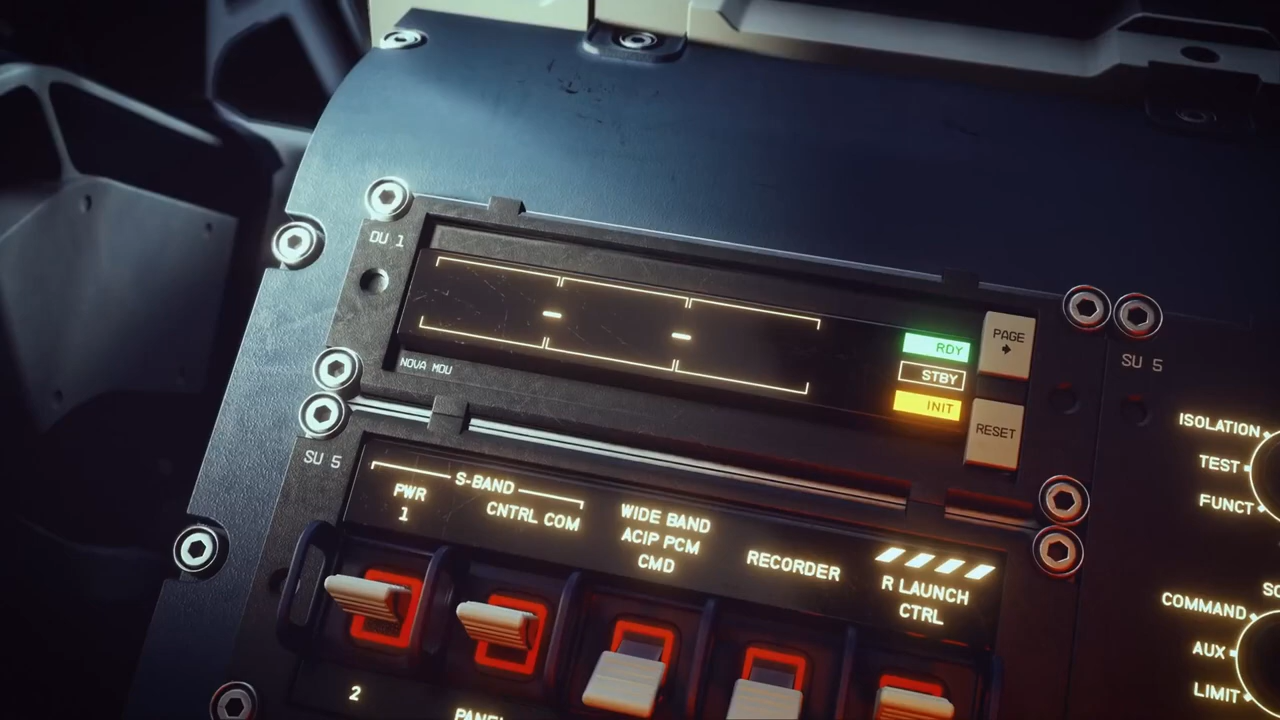 DU 1
PAGE
RDY
STBY
INIT
RESET
NOVA MDU
SU 5
SU 5
S-BAND
PWR
1
CNTRL COM
WIDE BAND
ACIP PCM
CMD
RECORDER
R LAUNCH
CTRL
2
ISOLATION
TEST
FUNCT
COMMAND
AUX
LIMIT